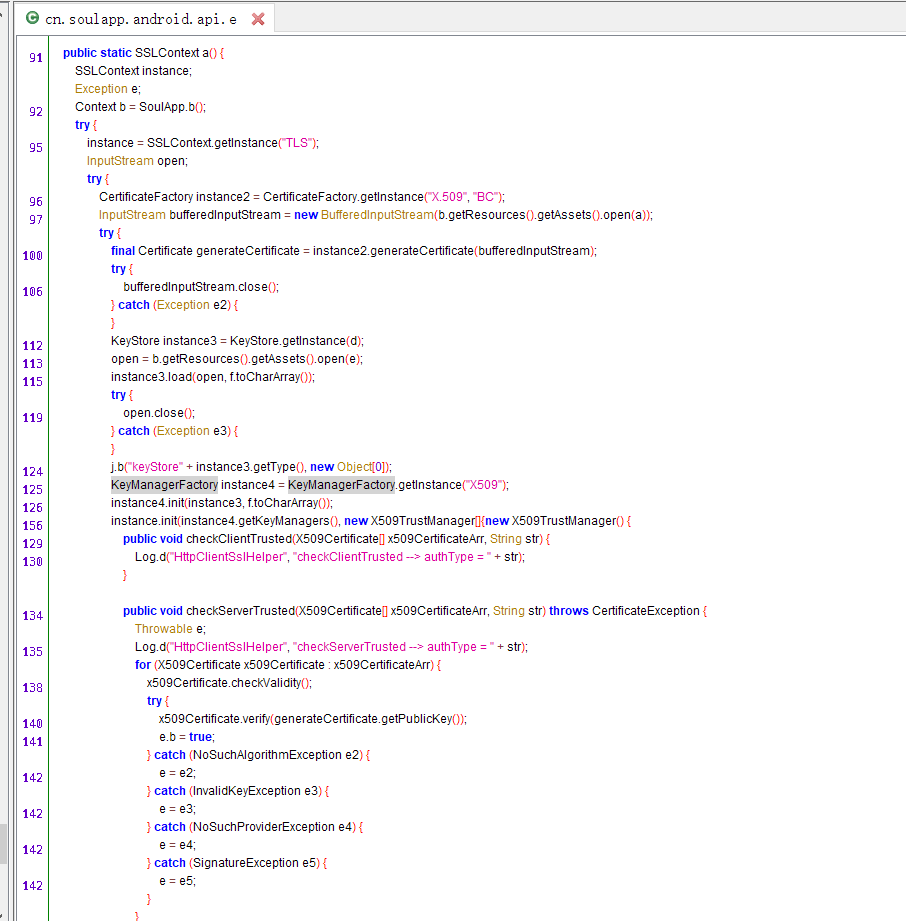 cn.soulapp.android.api.e
91 public static SSLContext a() {
SSLContext instance;
Exception e;
92 Context b = SoulApp.b();
try {
95 instance = SSLContext.getInstance("TLS");
InputStream open;
try {
96 CertificateFactory instance2 = CertificateFactory.getInstance("X.509", "BC");
97 InputStream bufferedInputStream = new BufferedInputStream(b.getResources().getAssets().open(a));
try {
100 final Certificate generateCertificate = instance2.generateCertificate(bufferedInputStream);
try {
106 bufferedInputStream.close();
} catch (Exception e2) {
}
112 KeyStore instance3 = KeyStore.getInstance(d);
113 open = b.getResources().getAssets().open(e);
115 instance3.load(open, f.toCharArray());
try {
119 open.close();
} catch (Exception e3) {
}
124 j.b("keyStore" + instance3.getType(), new Object[0]);
125 KeyManagerFactory instance4 = KeyManagerFactory.getInstance("X509");
126 instance4.init(instance3, f.toCharArray());
156 instance.init(instance4.getKeyManagers(), new X509TrustManager[]{new X509TrustManager() {
129 public void checkClientTrusted(X509Certificate[] x509CertificateArr, String str) {
130 Log.d("HttpClientSslHelper", "checkClientTrusted --> authType = " + str);
}
134 public void checkServerTrusted(X509Certificate[] x509CertificateArr, String str) throws CertificateException {
Throwable e;
135 Log.d("HttpClientSslHelper", "checkServerTrusted --> authType = " + str);
for (X509Certificate x509Certificate : x509CertificateArr) {
138 x509Certificate.checkValidity();
try {
140 x509Certificate.verify(generateCertificate.getPublicKey());
141 e.b = true;
} catch (NoSuchAlgorithmException e2) {
142 e = e2;
} catch (InvalidKeyException e3) {
142 e = e3;
} catch (NoSuchProviderException e4) {
142 e = e4;
} catch (SignatureException e5) {
142 e = e5;
}
}